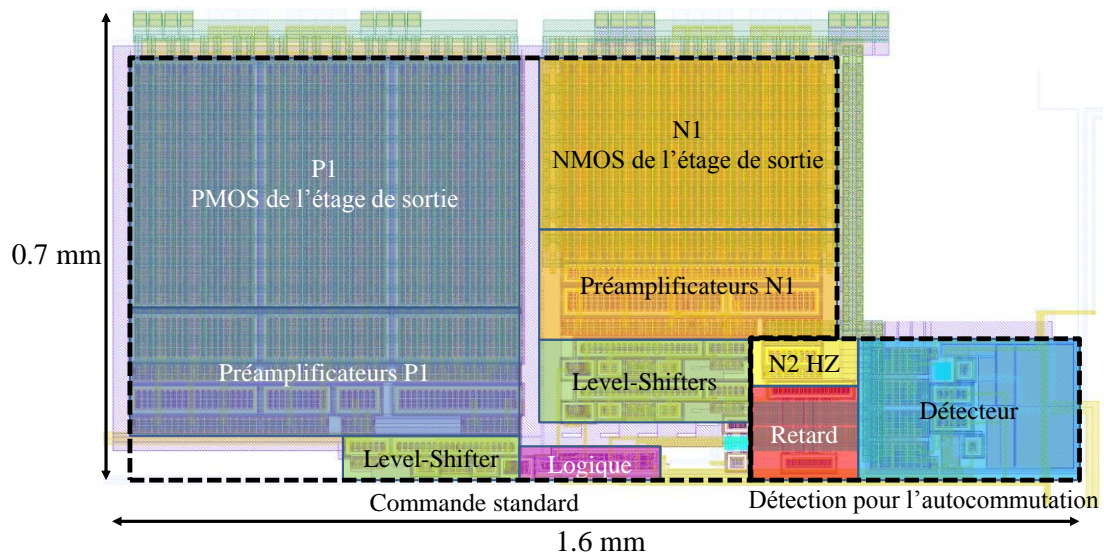 P1
PMOS de l'étage de sortie
N1
NMOS de l'étage de sortie
0.7 mm
Préamplificateurs N1
Préamplificateurs P1
Level-Shifters
N2 HZ
Détecteur
Retard
Level-Shifter
Logique
Commande standard
Détection pour l'autocommutation
1.6 mm